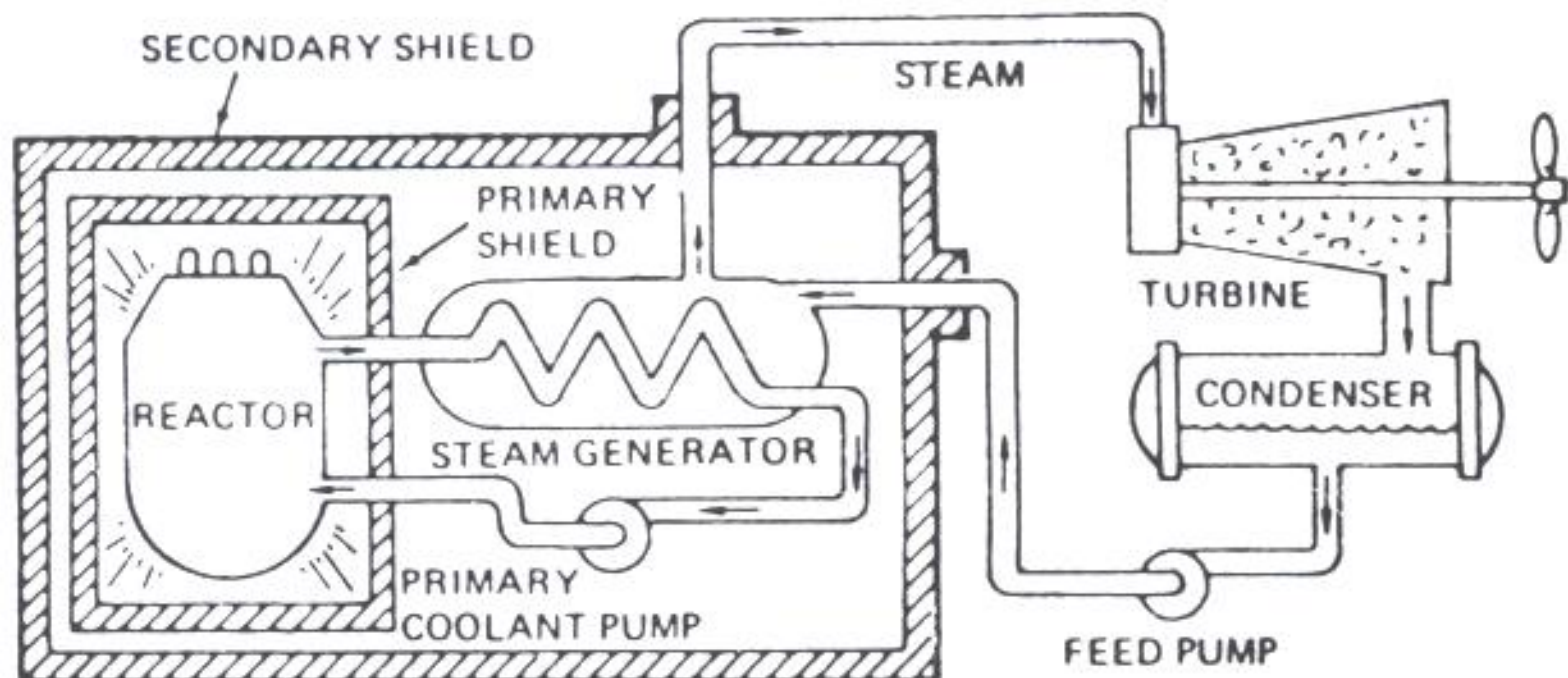 SECONDARY SHIELD
STEAM
PRIMARY
SHIELD
TURBINE
REACTOR
CONDENSER
STEAM GENERATOR
PRIMARY
COOLANT PUMP
FEED PUMP